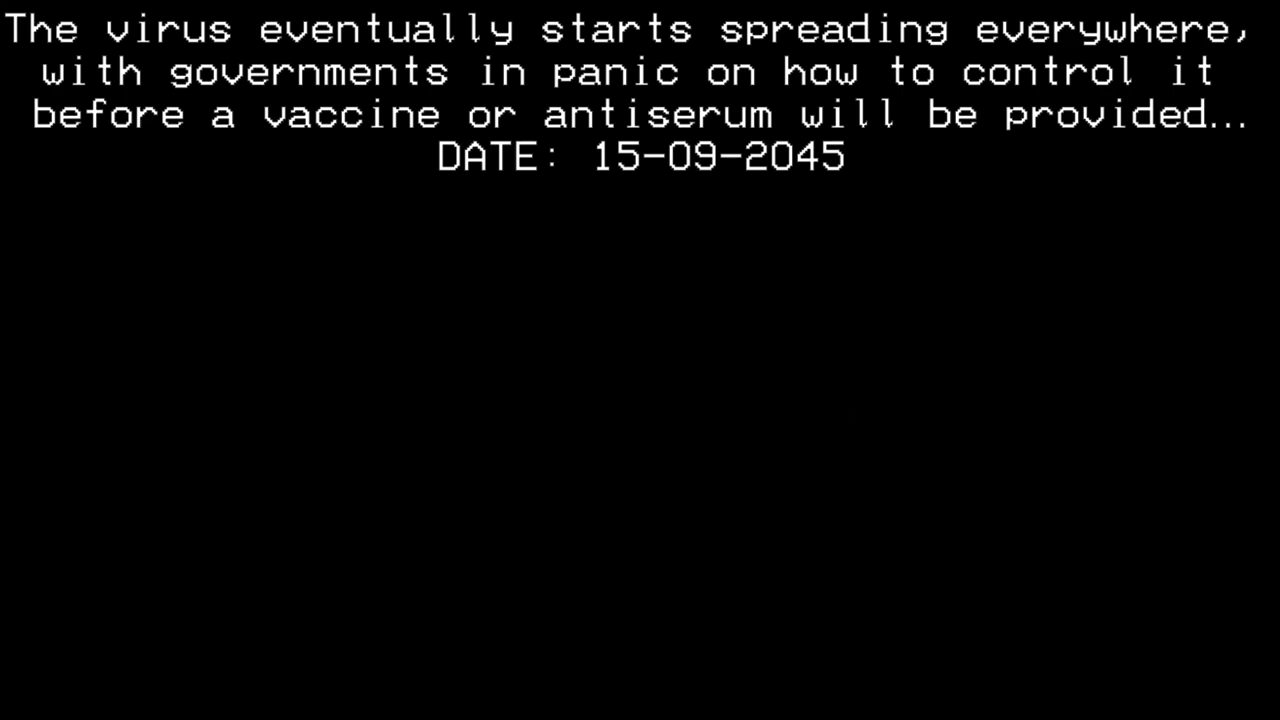 The virus eventually starts spreading everywhere,
with governments in panic on how to control it
before a vaccine or antiserum will be provided...
DATE: 15-09-2045